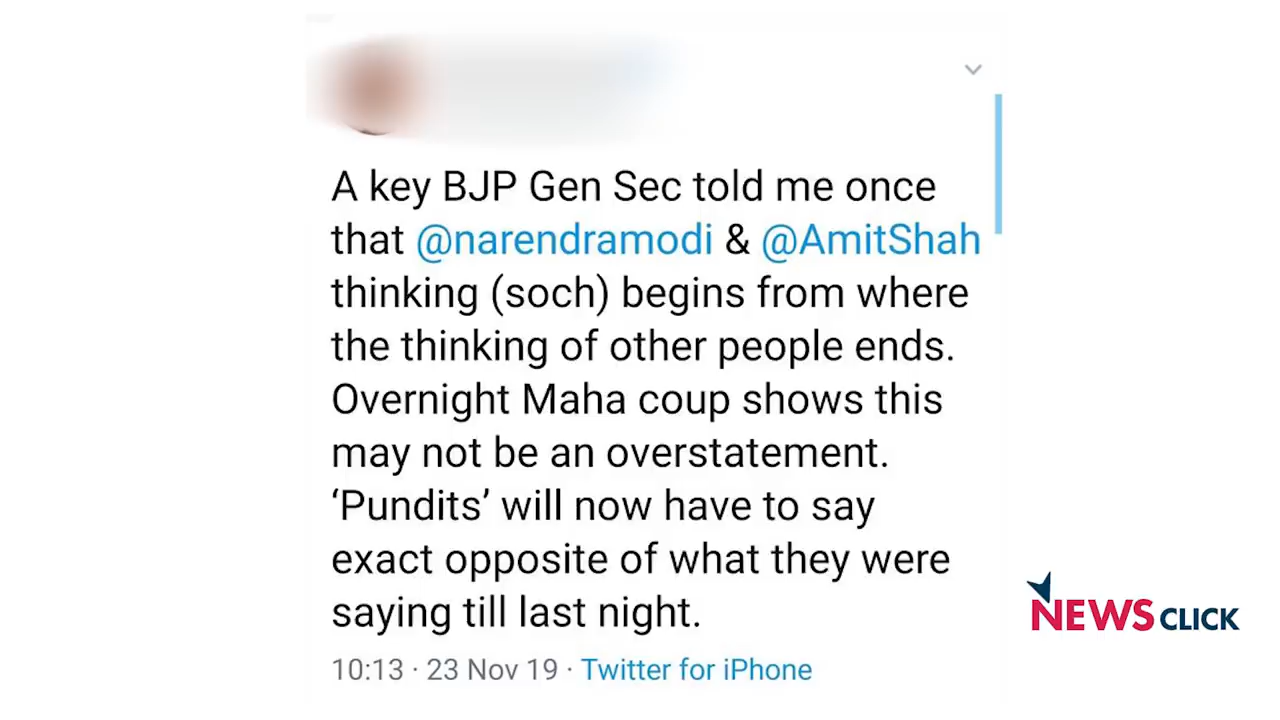 A key BJP Gen Sec told me once
that @narendramodi & @AmitShah
thinking (soch) begins from where
the thinking of other people ends.
Overnight Maha coup shows this
may not be an overstatement.
‘Pundits’ will now have to say
exact opposite of what they were
saying till last night.
10:13 · 23 Nov 19 · Twitter for iPhone
NEWSCLICK